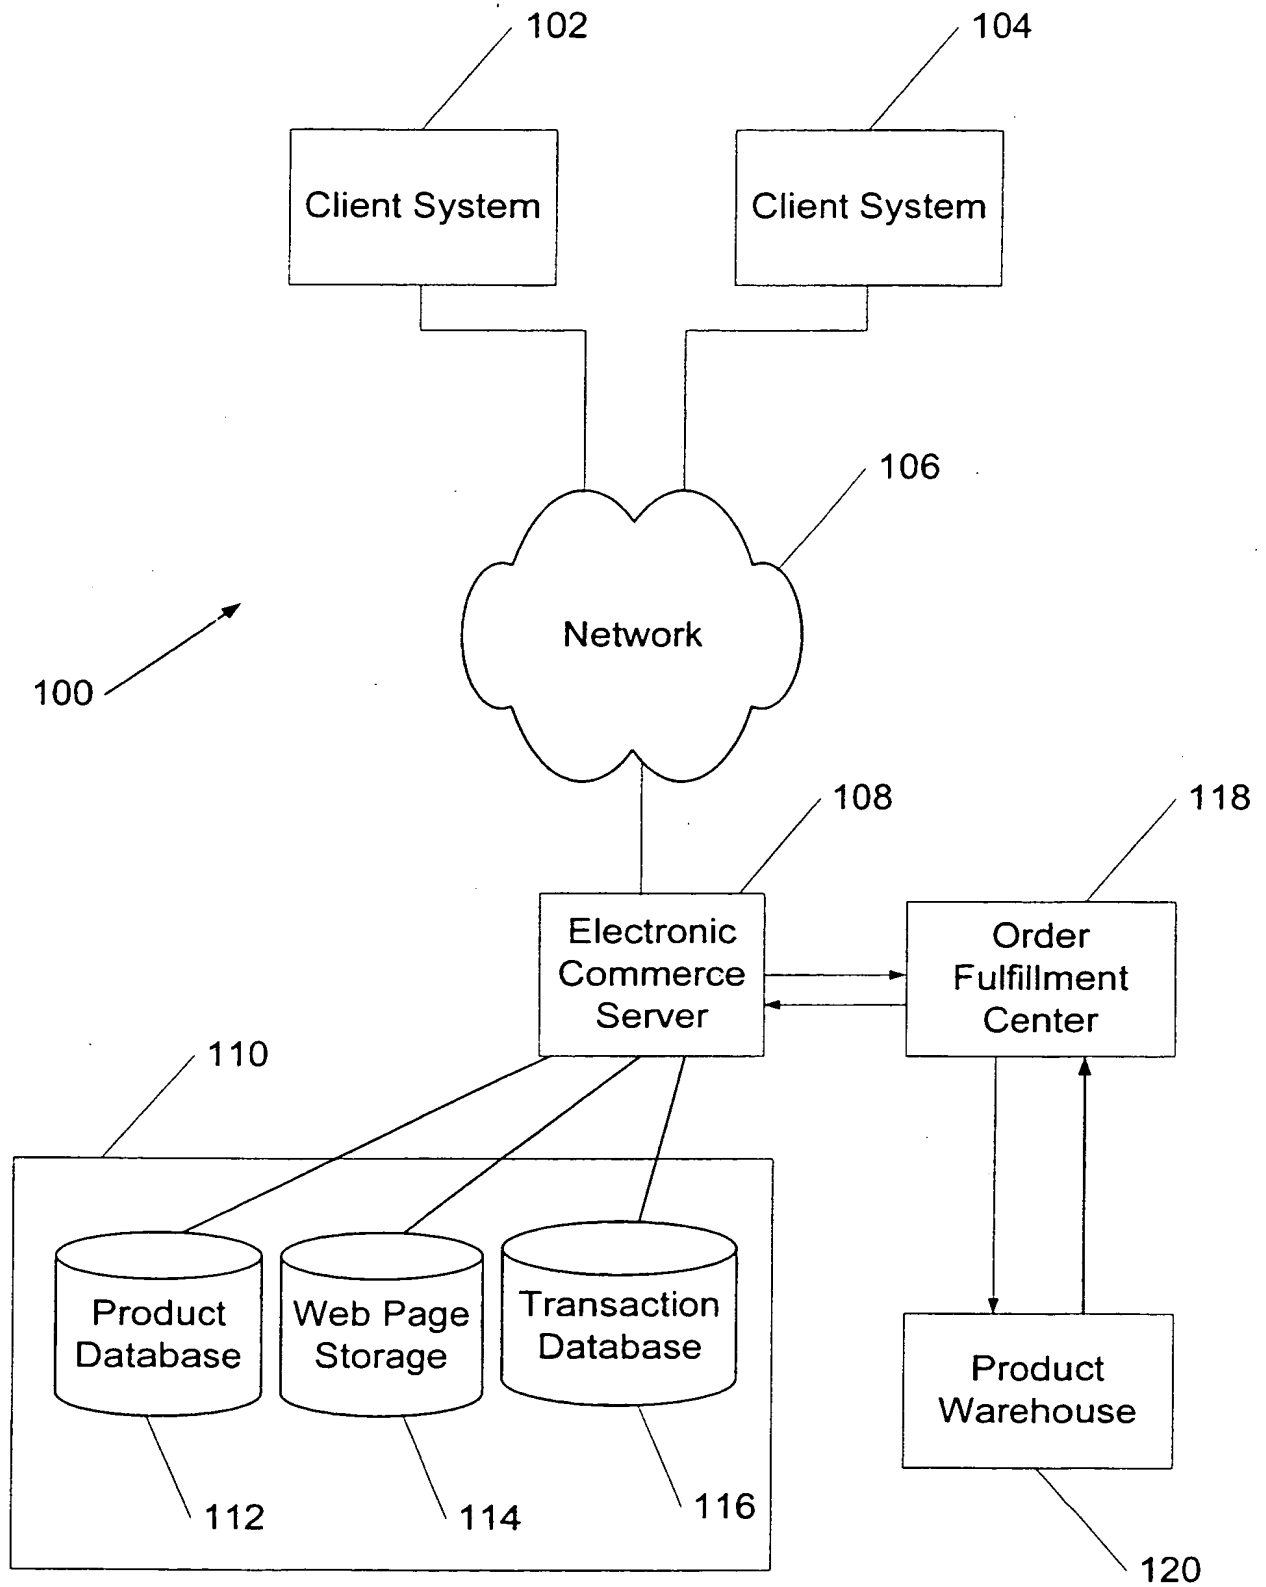 102
104
Client System
Client System
106
Network
100
108
118
Electronic
Commerce
Server
Order
Fulfillment
Center
110
Product
Database
Web Page
Storage
Transaction
Database
Product
Warehouse
112
114
116
120